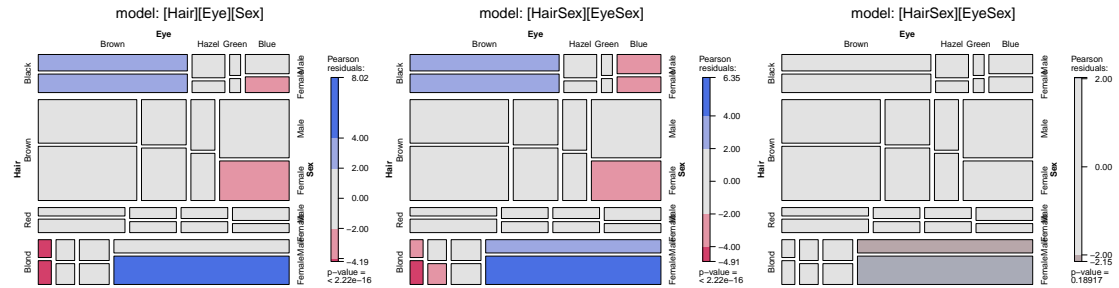 model: [Hair][Eye][Sex]
Eye
Brown Hazel Green Blue
Hair
Black
Brown
Red
Blond
Sex
Male
Female
Male
Female
Male
Female
Male
Female
Pearson
residuals:
8.02
4.00
2.00
0.00
−2.00
−4.00
−4.19
p−value =
< 2.22e−16
model: [HairSex][EyeSex]
Eye
Brown Hazel Green Blue
Hair
Black
Brown
Red
Blond
Sex
Male
Female
Male
Female
Male
Female
Male
Female
Pearson
residuals:
6.35
4.00
2.00
0.00
−2.00
−4.00
−4.91
p−value =
< 2.22e−16
model: [HairSex][EyeSex]
Eye
Brown Hazel Green Blue
Hair
Black
Brown
Red
Blond
Sex
Male
Female
Male
Female
Male
Female
Male
Female
Pearson
residuals:
2.00
0.00
−2.00
−2.15
p−value =
0.18917